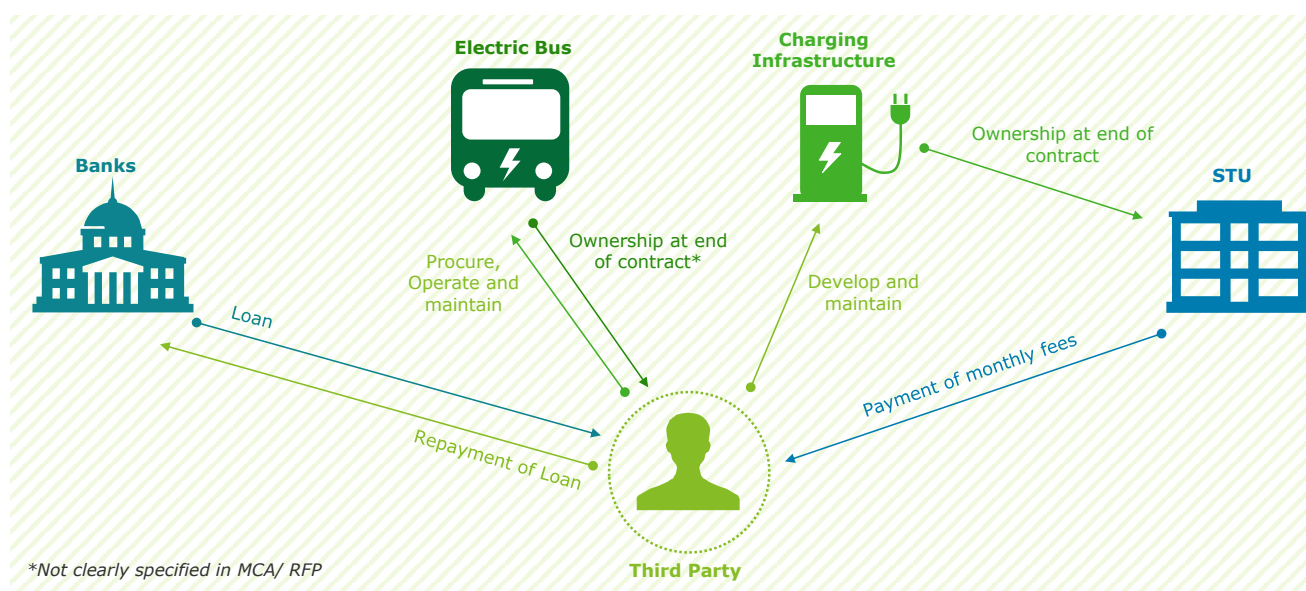 Electric Bus
Charging
Infrastructure
Banks
Ownership at end of
contract
STU
Ownership at end
of contract*
Procure,
Operate and
maintain
Develop and
maintain
Loan
Payment of monthly fees
Repayment of Loan
*Not clearly specified in MCA/ RFP
Third Party